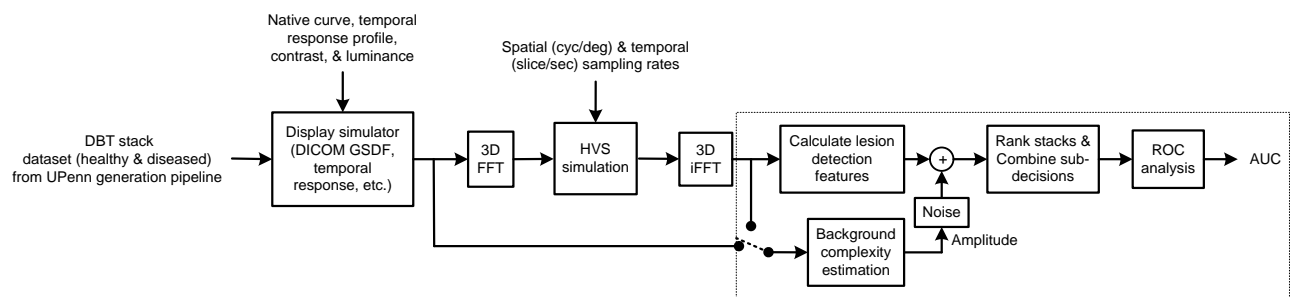 Native curve, temporal
response profile,
contrast, & luminance
Spatial (cyc/deg) & temporal
(slice/sec) sampling rates
DBT stack
dataset (healthy & diseased)
from UPenn generation pipeline
Display simulator
(DICOM GSDF,
temporal
response, etc.)
3D
FFT
HVS
simulation
3D
iFFT
Calculate lesion
detection
features
+
Rank stacks &
Combine sub-
decisions
ROC
analysis
AUC
Noise
Amplitude
Background
complexity
estimation